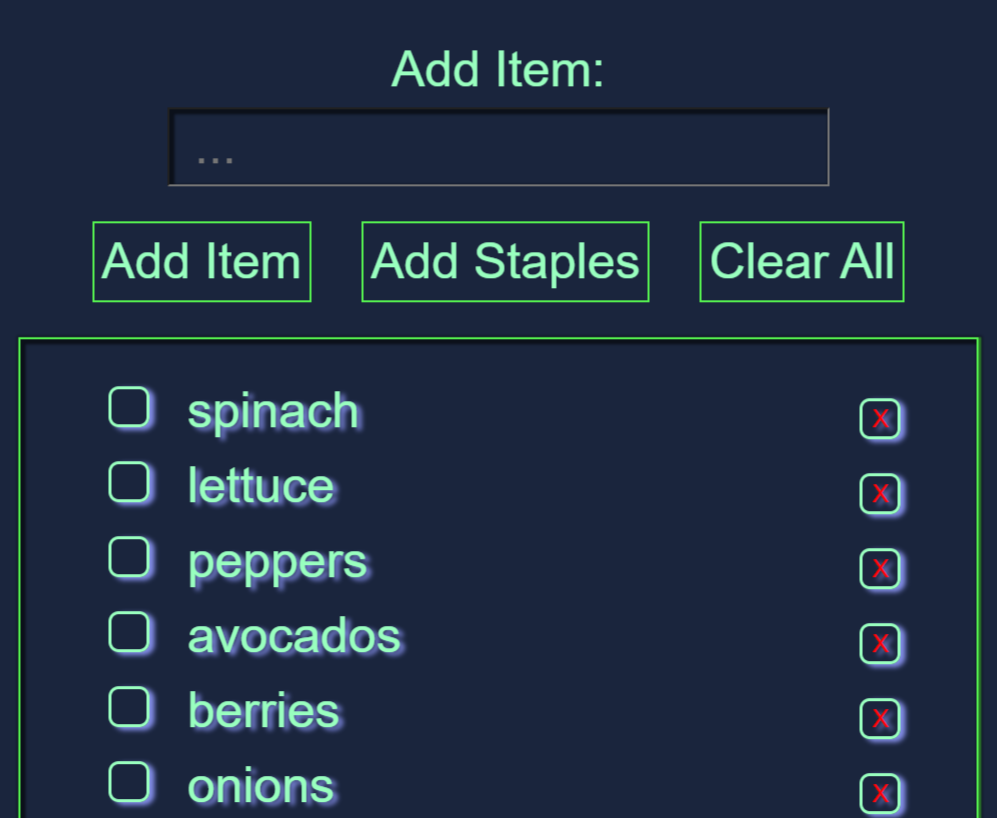 Add Item:
...
Add Item Add Staples Clear All
spinach x
lettuce x
peppers x
avocados x
berries x
onions x